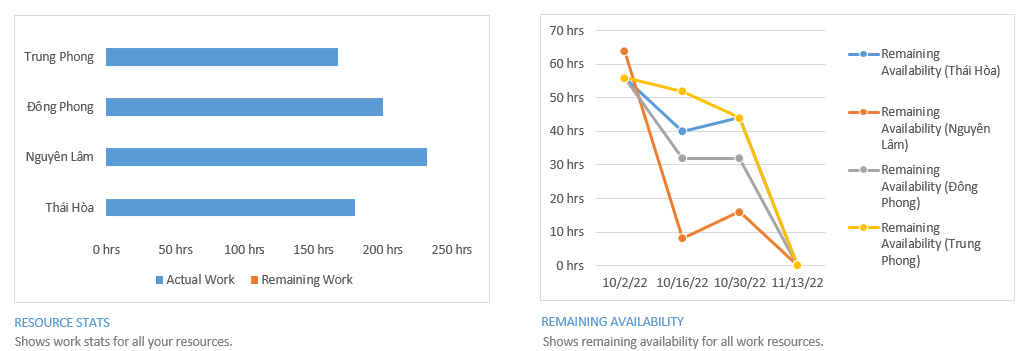 Trung Phong
Đông Phong
Nguyên Lâm
Thái Hòa
0 hrs 50 hrs 100 hrs 150 hrs 200 hrs 250 hrs
Actual Work Remaining Work
RESOURCE STATS
Shows work stats for all your resources.
70 hrs
60 hrs
50 hrs
40 hrs
30 hrs
20 hrs
10 hrs
0 hrs
10/2/22 10/16/22 10/30/22 11/13/22
Remaining
Availability (Thái Hòa)
Remaining
Availability (Nguyên
Lâm)
Remaining
Availability (Đông
Phong)
Remaining
Availability (Trung
Phong)
REMAINING AVAILABILITY
Shows remaining availability for all work resources.